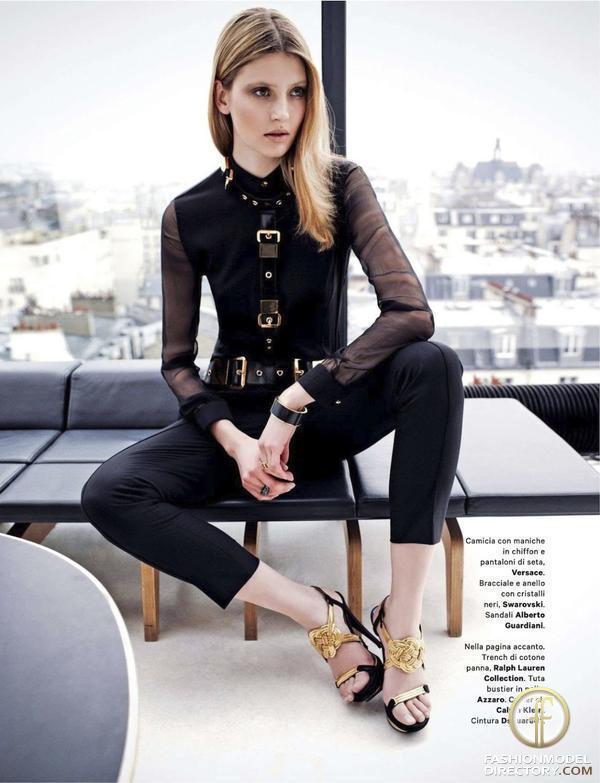 Camicia con maniche
in chiffon e
pantaloni di seta,
Versace.
Bracciale e anello
con cristalli
neri, Swarovski.
Sandali Alberto
Guardiani.
Nella pagina accanto.
Trench di cotone
panna, Ralph Lauren
Collection. Tuta
bustier in
Azzaro.
Klein.
Cintura
FASHIONMODEL
DIRECTORY.COM